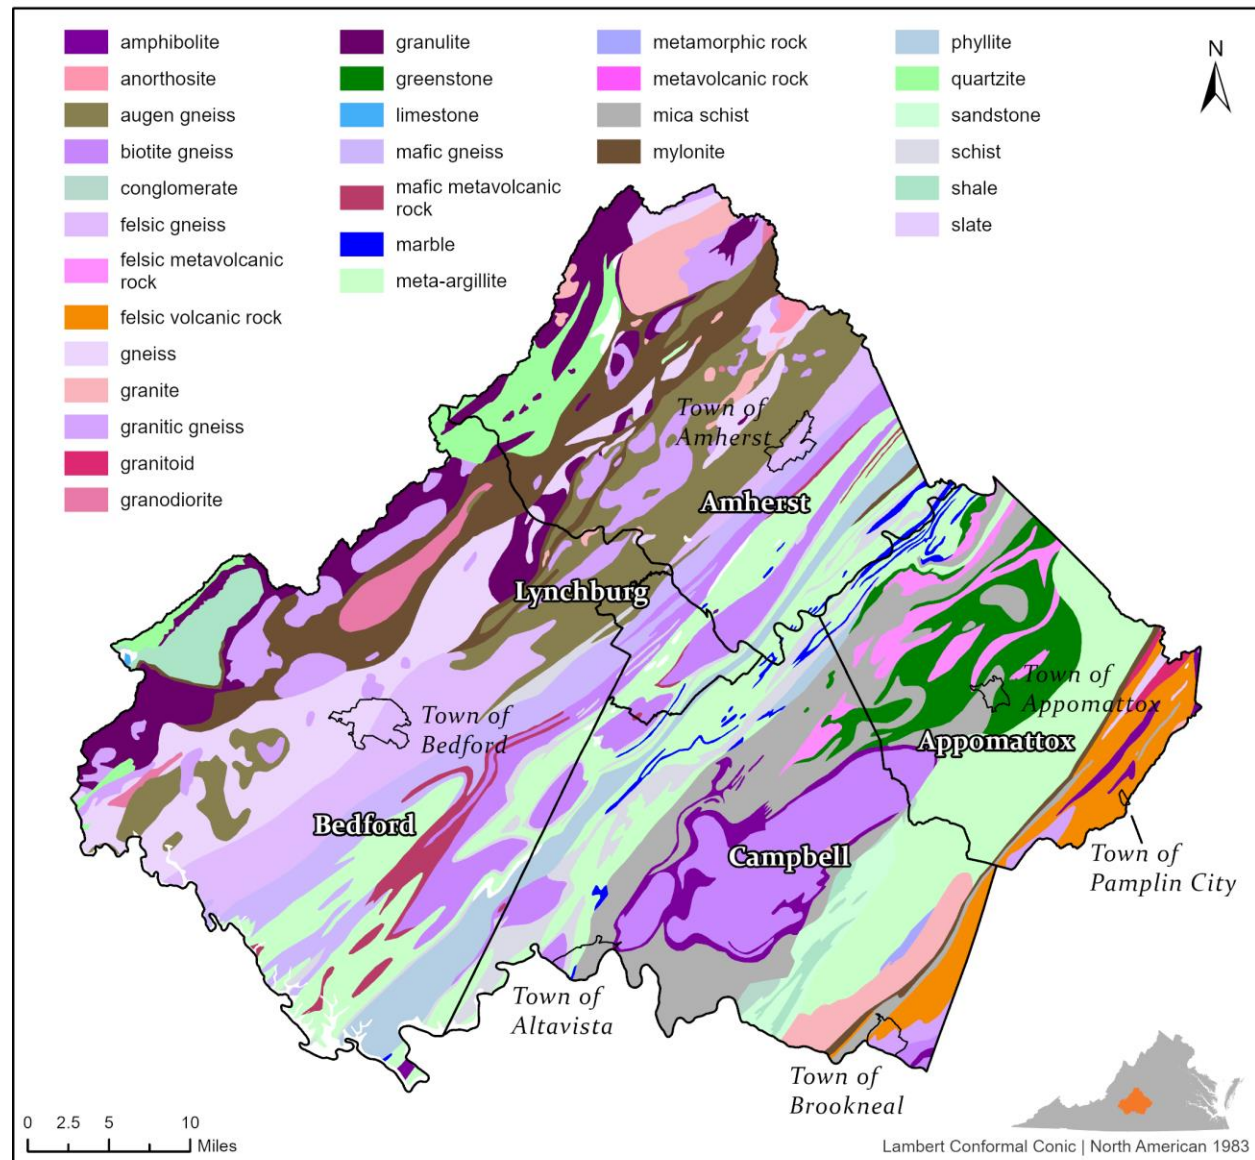 amphibolite
anorthosite
augen gneiss
biotite gneiss
conglomerate
felsic gneiss
felsic metavolcanic
rock
felsic volcanic rock
gneiss
granite
granitic gneiss
granitoid
granodiorite
granulite
greenstone
limestone
mafic gneiss
mafic metavolcanic
rock
marble
meta-argillite
metamorphic rock
metavolcanic rock
mica schist
mylonite
phyllite
quartzite
sandstone
schist
shale
slate
N
Town of
Amherst
Amherst
Lynchburg
Town of
Bedford
Town of
Appomattox
Appomattox
Bedford
Campbell
Town of
Pamplin City
Town of
Altavista
Town of
Brookneal
0 2.5 5 10
Miles
Lambert Conformal Conic | North American 1983